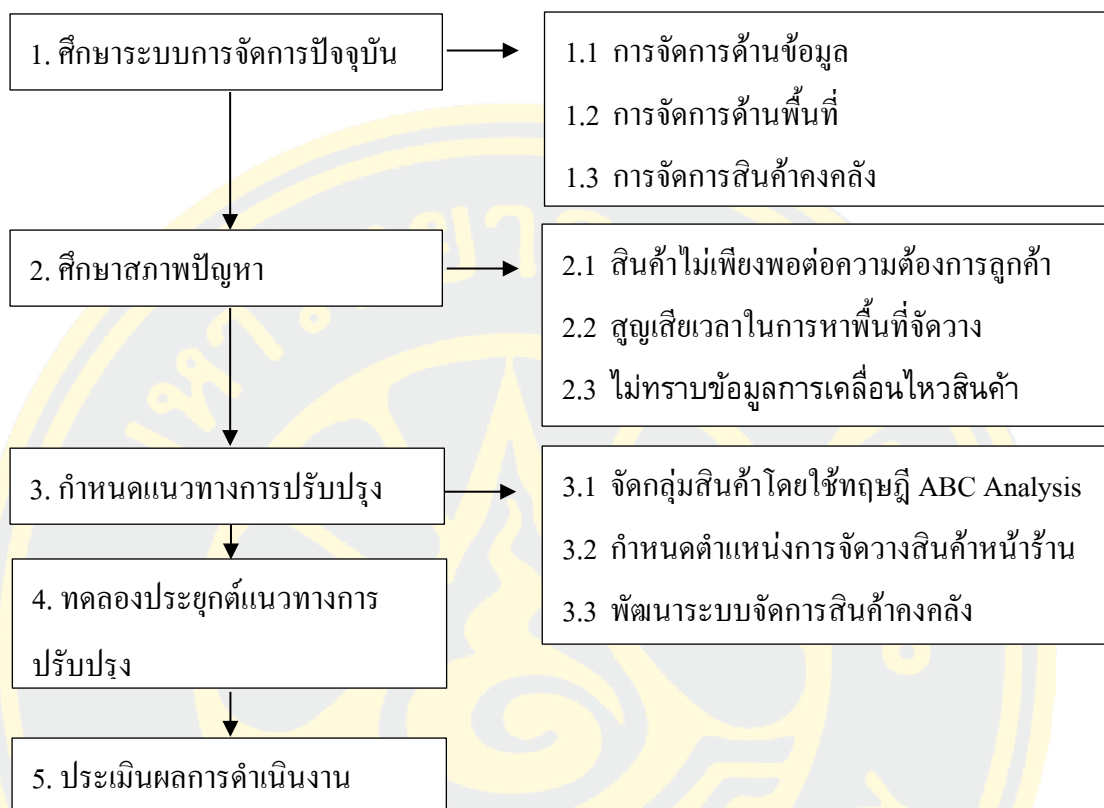 1. ศึกษาระบบการจัดการปัจจุบัน
1.1 การจัดการด้านข้อมูล
1.2 การจัดการด้านพื้นที่
1.3 การจัดการสินค้าคงคลัง
2. ศึกษาสภาพปัญหา
2.1 สินค้าไม่เพียงพอต่อความต้องการลูกค้า
2.2 สูญเสียเวลาในการหาพื้นที่จัดวาง
2.3 ไม่ทราบข้อมูลการเคลื่อนไหวสินค้า
3. กำหนดแนวทางการปรับปรุง
3.1 จัดกลุ่มสินค้าโดยใช้ทฤษฎี ABC Analysis
3.2 กำหนดตำแหน่งการจัดวางสินค้าหน้าร้าน
3.3 พัฒนาระบบจัดการสินค้าคงคลัง
4. ทดลองประยุกต์แนวทางการ
ปรับปรุง
5. ประเมินผลการดำเนินงาน